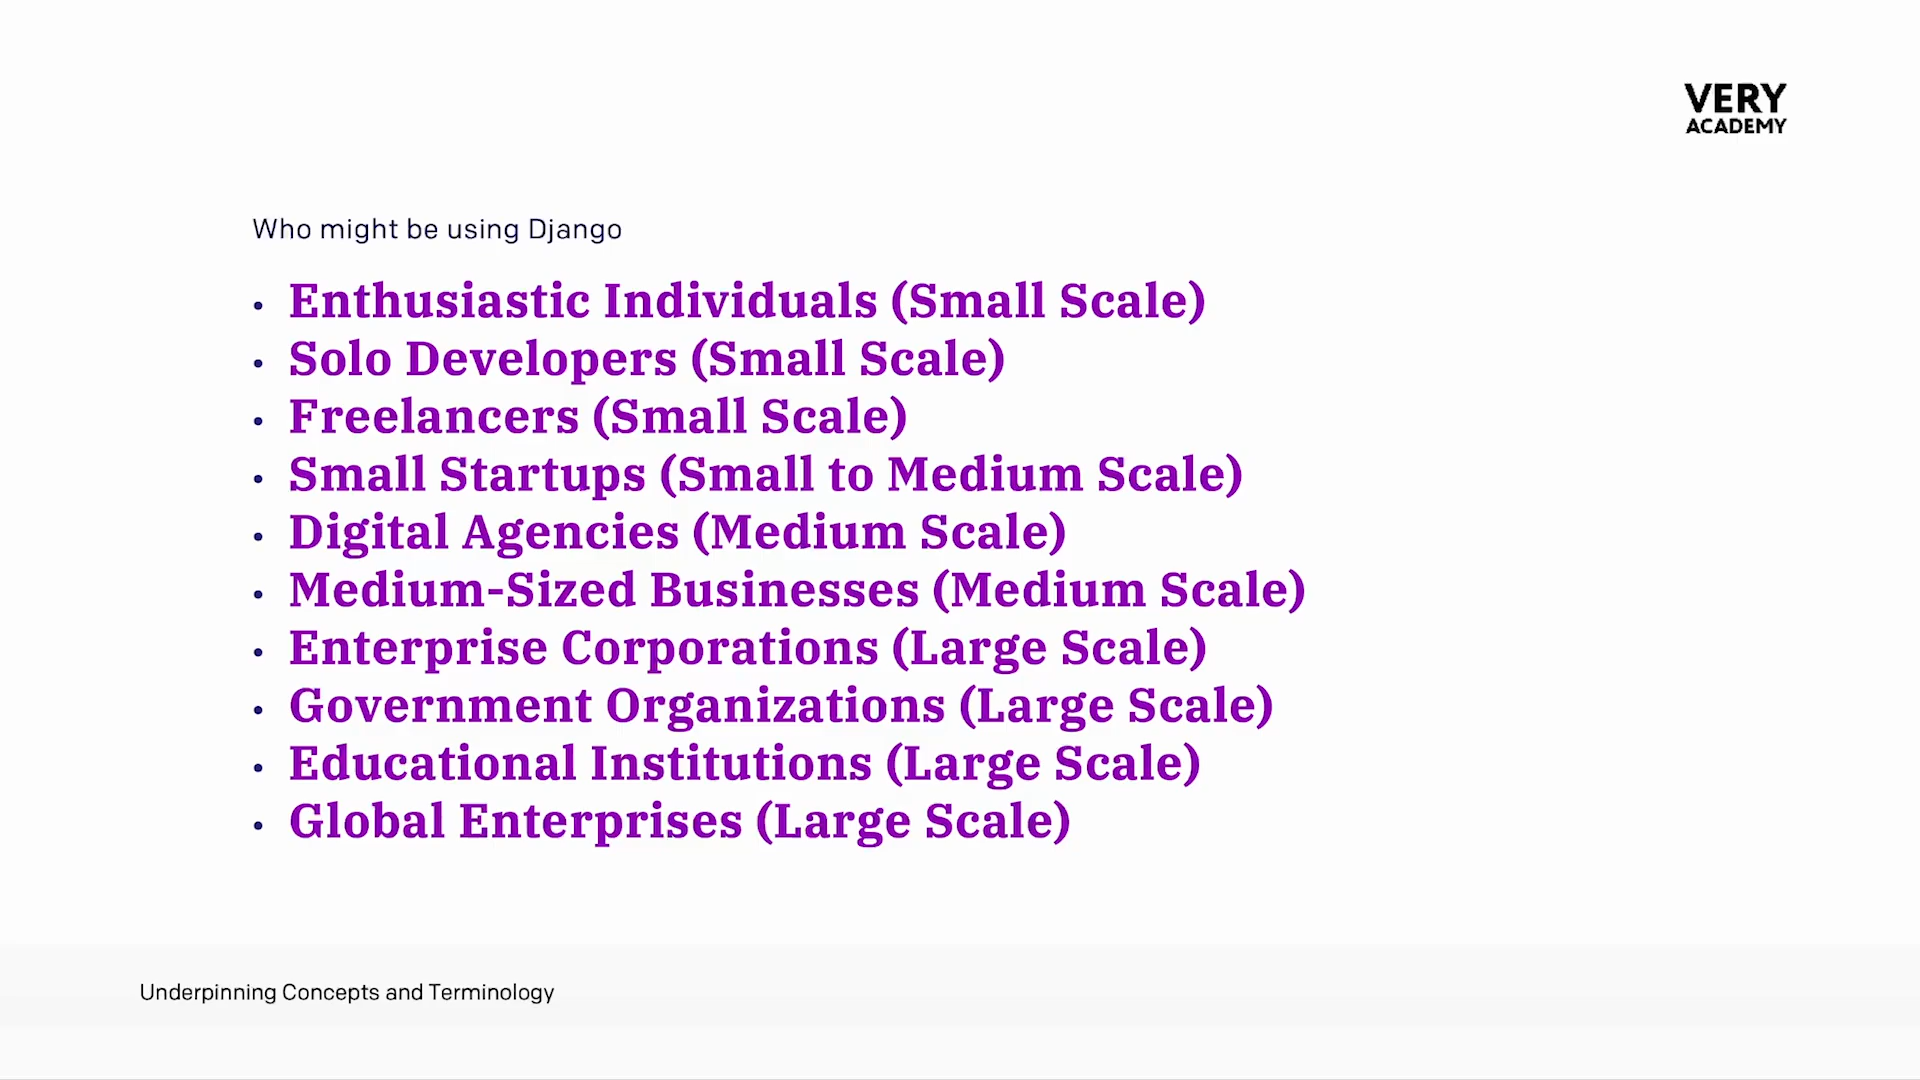 VERY
ACADEMY
Who might be using Django
• Enthusiastic Individuals (Small Scale)
• Solo Developers (Small Scale)
• Freelancers (Small Scale)
• Small Startups (Small to Medium Scale)
• Digital Agencies (Medium Scale)
• Medium-Sized Businesses (Medium Scale)
• Enterprise Corporations (Large Scale)
• Government Organizations (Large Scale)
• Educational Institutions (Large Scale)
• Global Enterprises (Large Scale)
Underpinning Concepts and Terminology